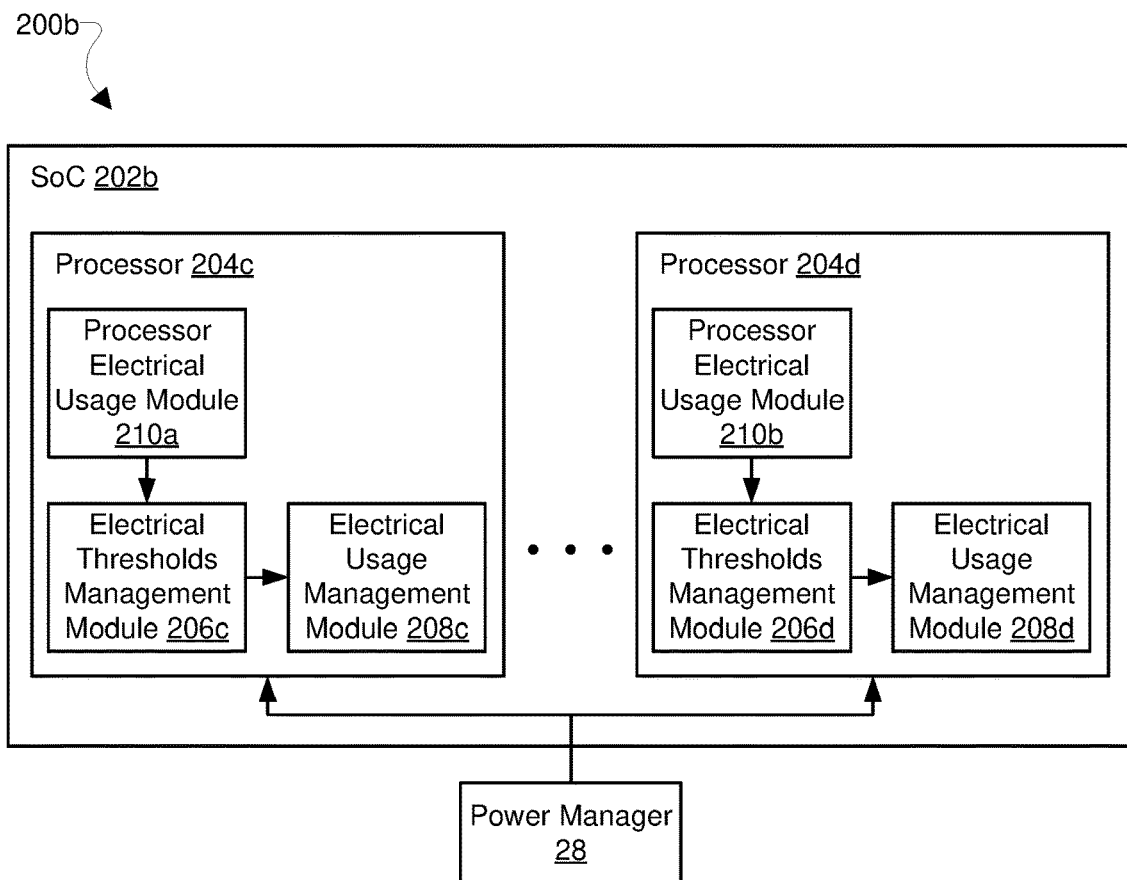 200b
SoC 202b
Processor 204c
Processor
Electrical
Usage Module
210a
Electrical
Thresholds
Management
Module 206c
Electrical
Usage
Management
Module 208c
Processor 204d
Processor
Electrical
Usage Module
210b
Electrical
Thresholds
Management
Module 206d
Electrical
Usage
Management
Module 208d
Power Manager
28